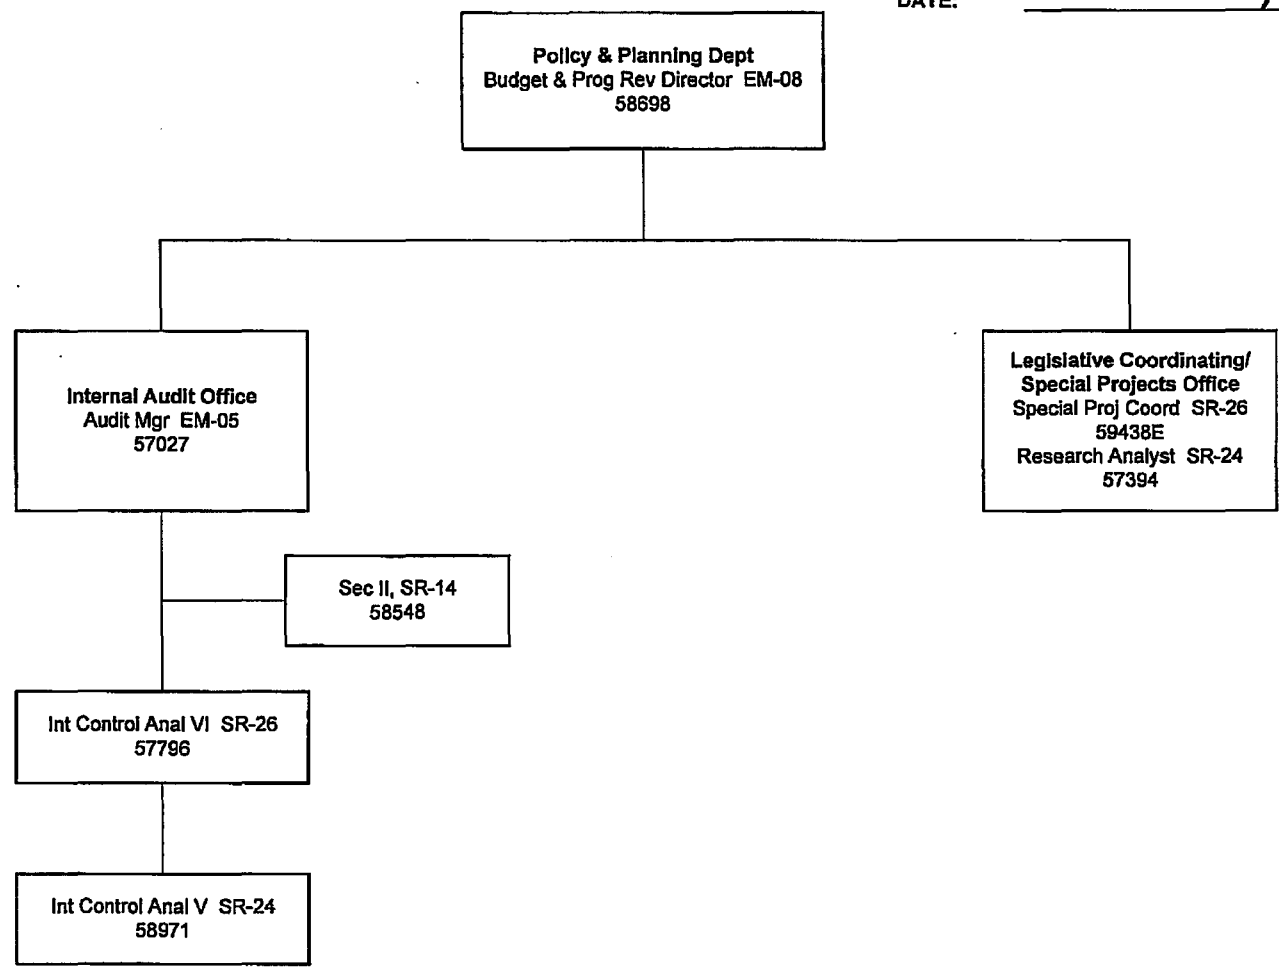 DATE:
Policy & Planning Dept
Budget & Prog Rev Director EM-08
58698
Internal Audit Office
Audit Mgr EM-05
57027
Legislative Coordinating/
Special Projects Office
Special Proj Coord SR-26
59438E
Research Analyst SR-24
57394
Sec II, SR-14
58548
Int Control Anal VI SR-26
57796
Int Control Anal V SR-24
58971